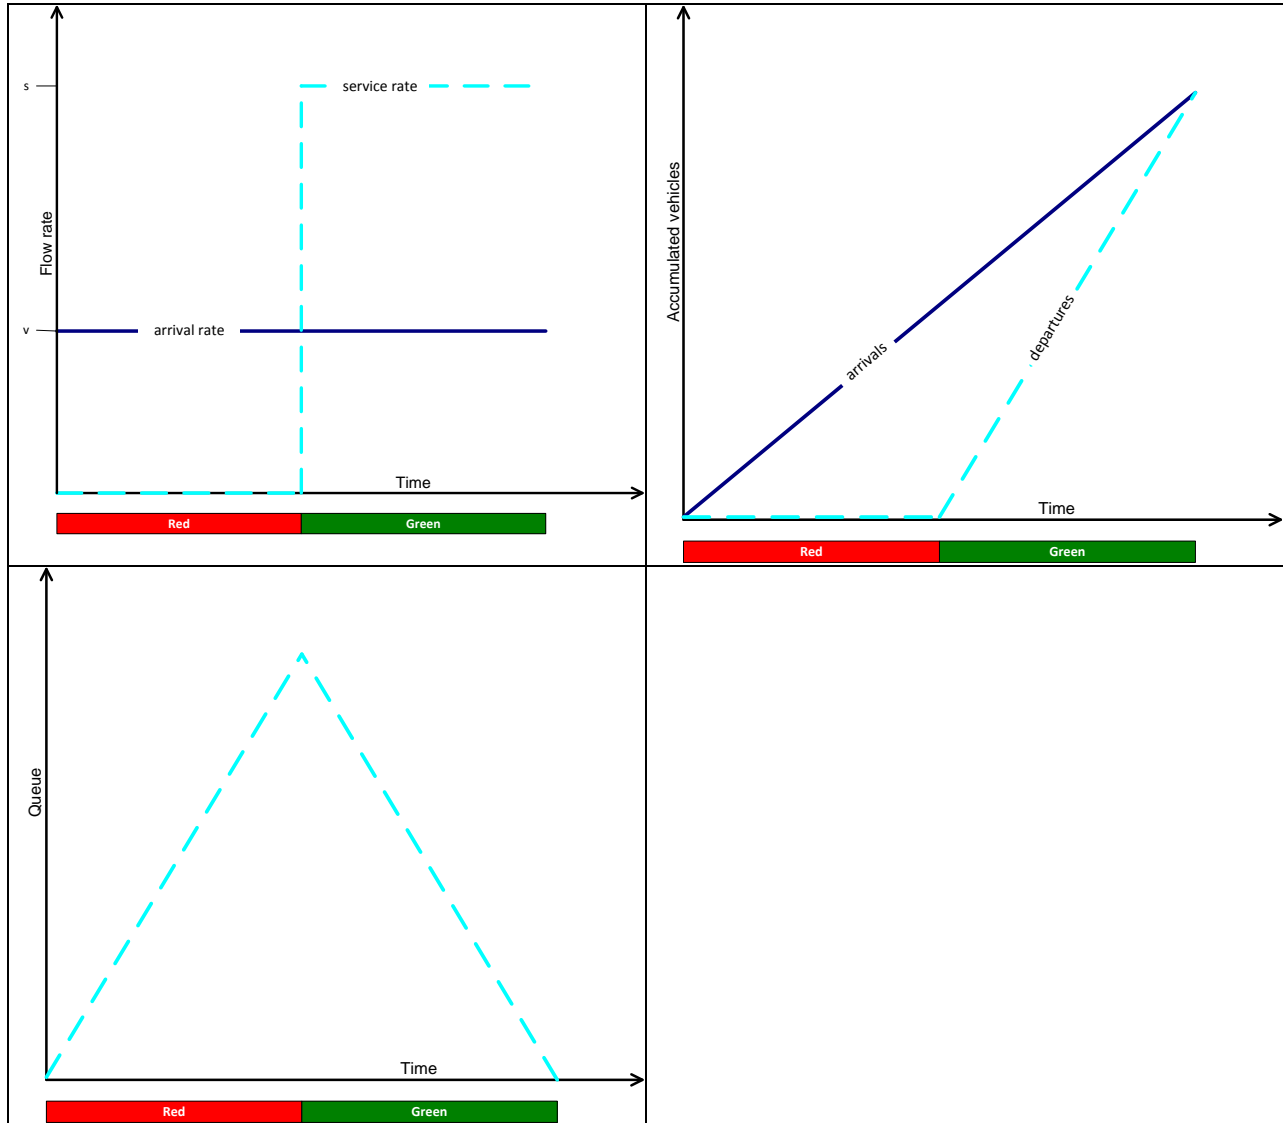 s
service rate
Flow rate
v
arrival rate
Time
Red
Green
Accumulated vehicles
arrivals
departures
Time
Red
Green
Queue
Time
Red
Green